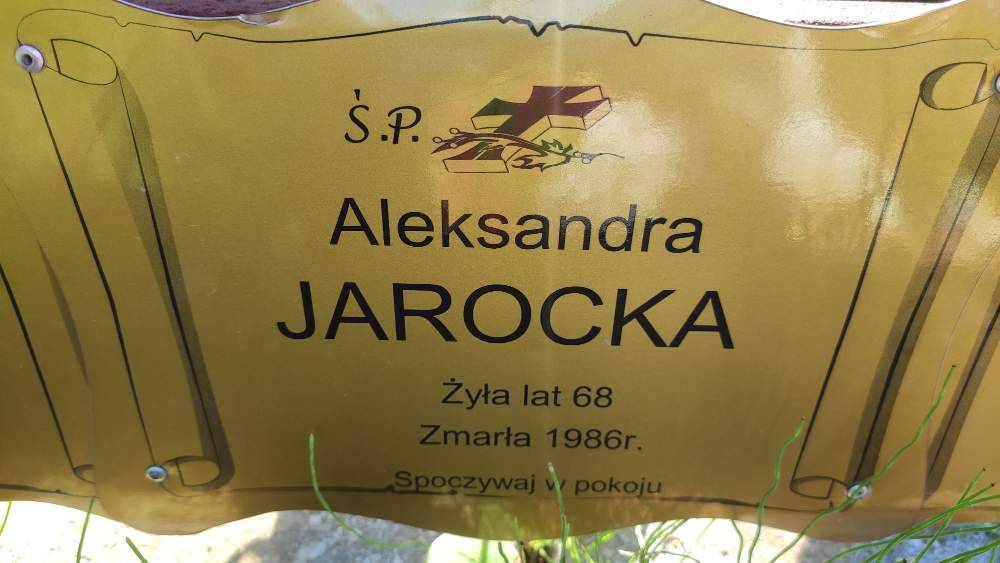 Ś.P.
Aleksandra
JAROCKA
Żyła lat 68
Zmarła 1986r.
Spoczywaj w pokoju